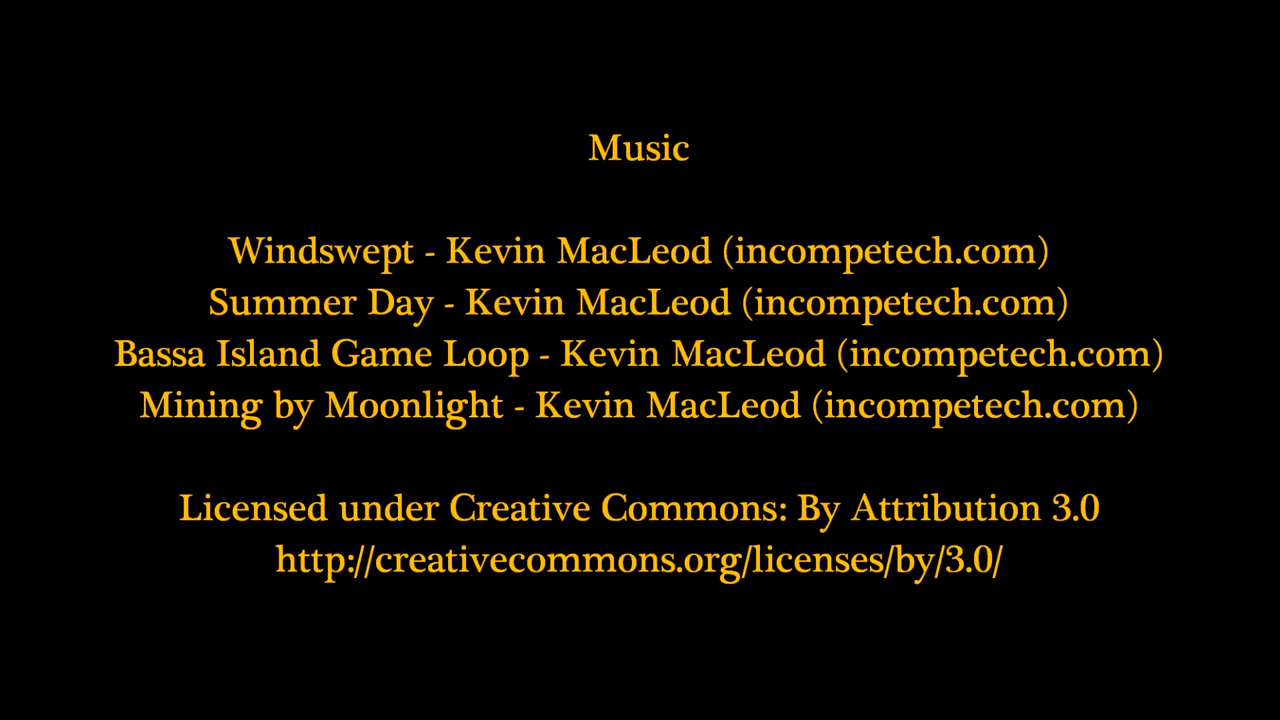 Music
Windswept - Kevin MacLeod (incompetech.com)
Summer Day - Kevin MacLeod (incompetech.com)
Bassa Island Game Loop - Kevin MacLeod (incompetech.com)
Mining by Moonlight - Kevin MacLeod (incompetech.com)
Licensed under Creative Commons: By Attribution 3.0
http://creativecommons.org/licenses/by/3.0/